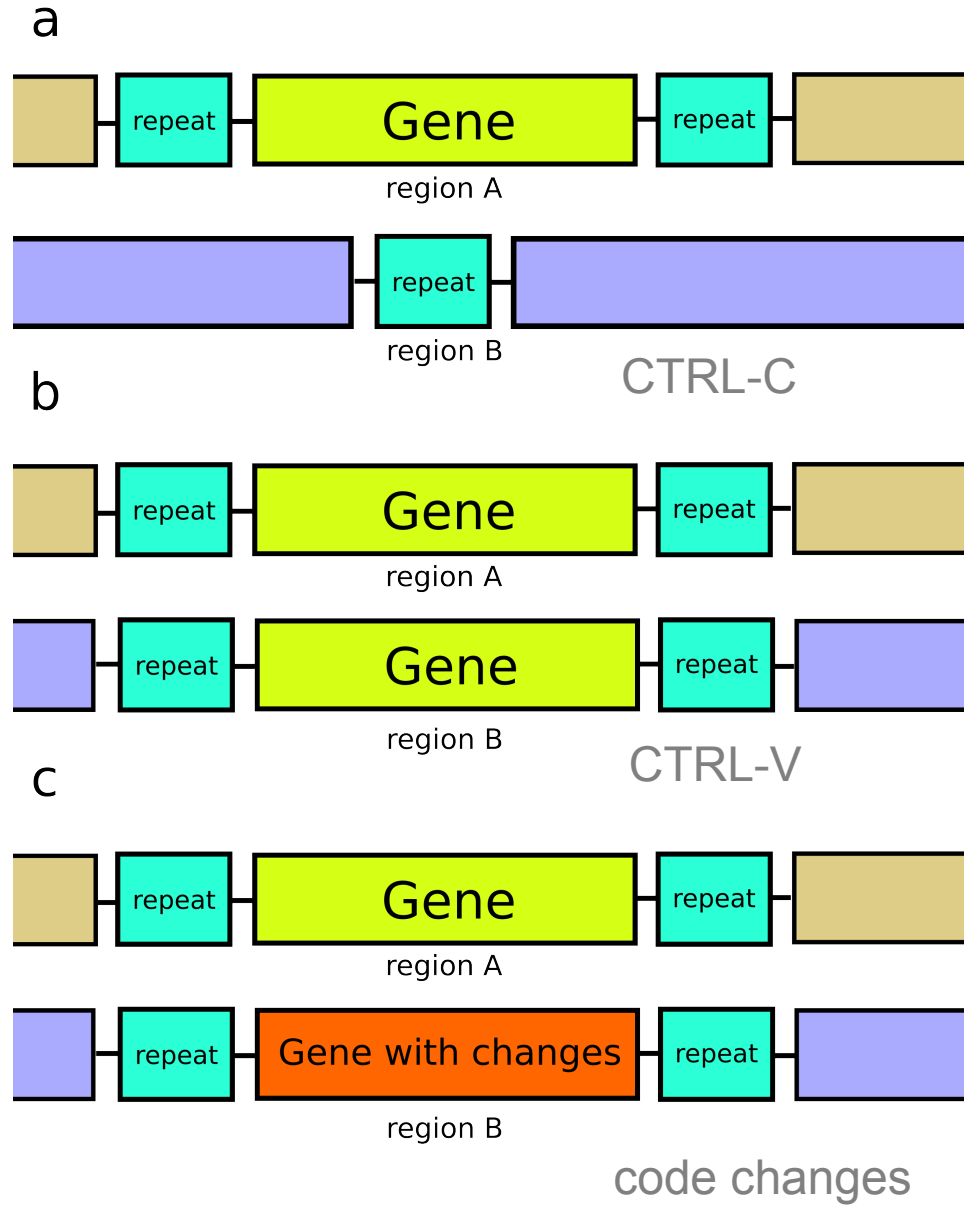 a
repeat Gene repeat
region A
repeat
region B
CTRL-C
b
repeat Gene repeat
region A
repeat Gene repeat
region B
CTRL-V
c
repeat Gene repeat
region A
repeat Gene with changes repeat
region B
code changes